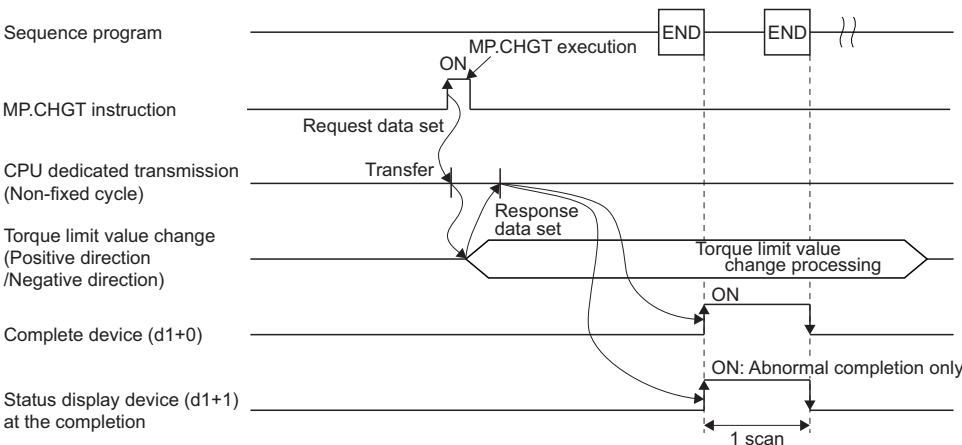 Sequence program
END
END
MP.CHGT execution
ON
MP.CHGT instruction
Request data set
CPU dedicated transmission
(Non-fixed cycle)
Transfer
Response
data set
Torque limit value change
(Positive direction
/Negative direction)
Torque limit value
change processing
ON
Complete device (d1+0)
ON: Abnormal completion only
Status display device (d1+1)
at the completion
1 scan